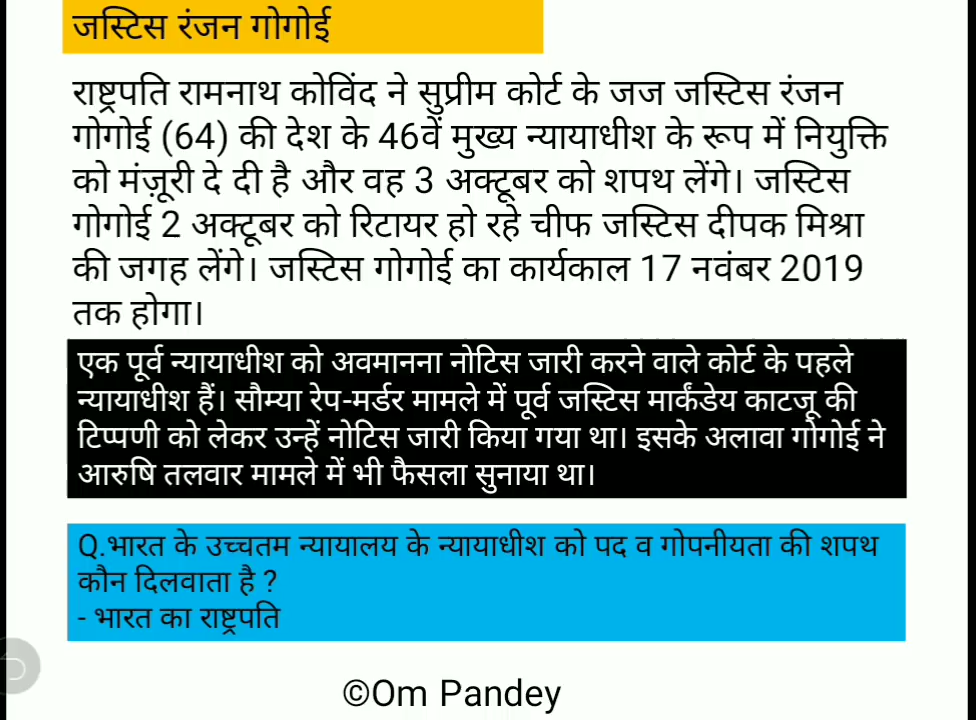 जस्टिस रंजन गोगोई
राष्ट्रपति रामनाथ कोविंद ने सुप्रीम कोर्ट के जज जस्टिस रंजन
गोगोई (64) की देश के 46वें मुख्य न्यायाधीश के रूप में नियुक्ति
को मंज़ूरी दे दी है और वह 3 अक्टूबर को शपथ लेंगे। जस्टिस
गोगोई 2 अक्टूबर को रिटायर हो रहे चीफ जस्टिस दीपक मिश्रा
की जगह लेंगे। जस्टिस गोगोई का कार्यकाल 17 नवंबर 2019
तक होगा।
एक पूर्व न्यायाधीश को अवमानना नोटिस जारी करने वाले कोर्ट के पहले
न्यायाधीश हैं। सौम्या रेप-मर्डर मामले में पूर्व जस्टिस मार्कंडेय काटजू की
टिप्पणी को लेकर उन्हें नोटिस जारी किया गया था। इसके अलावा गोगोई ने
आरुषि तलवार मामले में भी फैसला सुनाया था।
Q.भारत के उच्चतम न्यायालय के न्यायाधीश को पद व गोपनीयता की शपथ
कौन दिलवाता है ?
- भारत का राष्ट्रपति
©Om Pandey